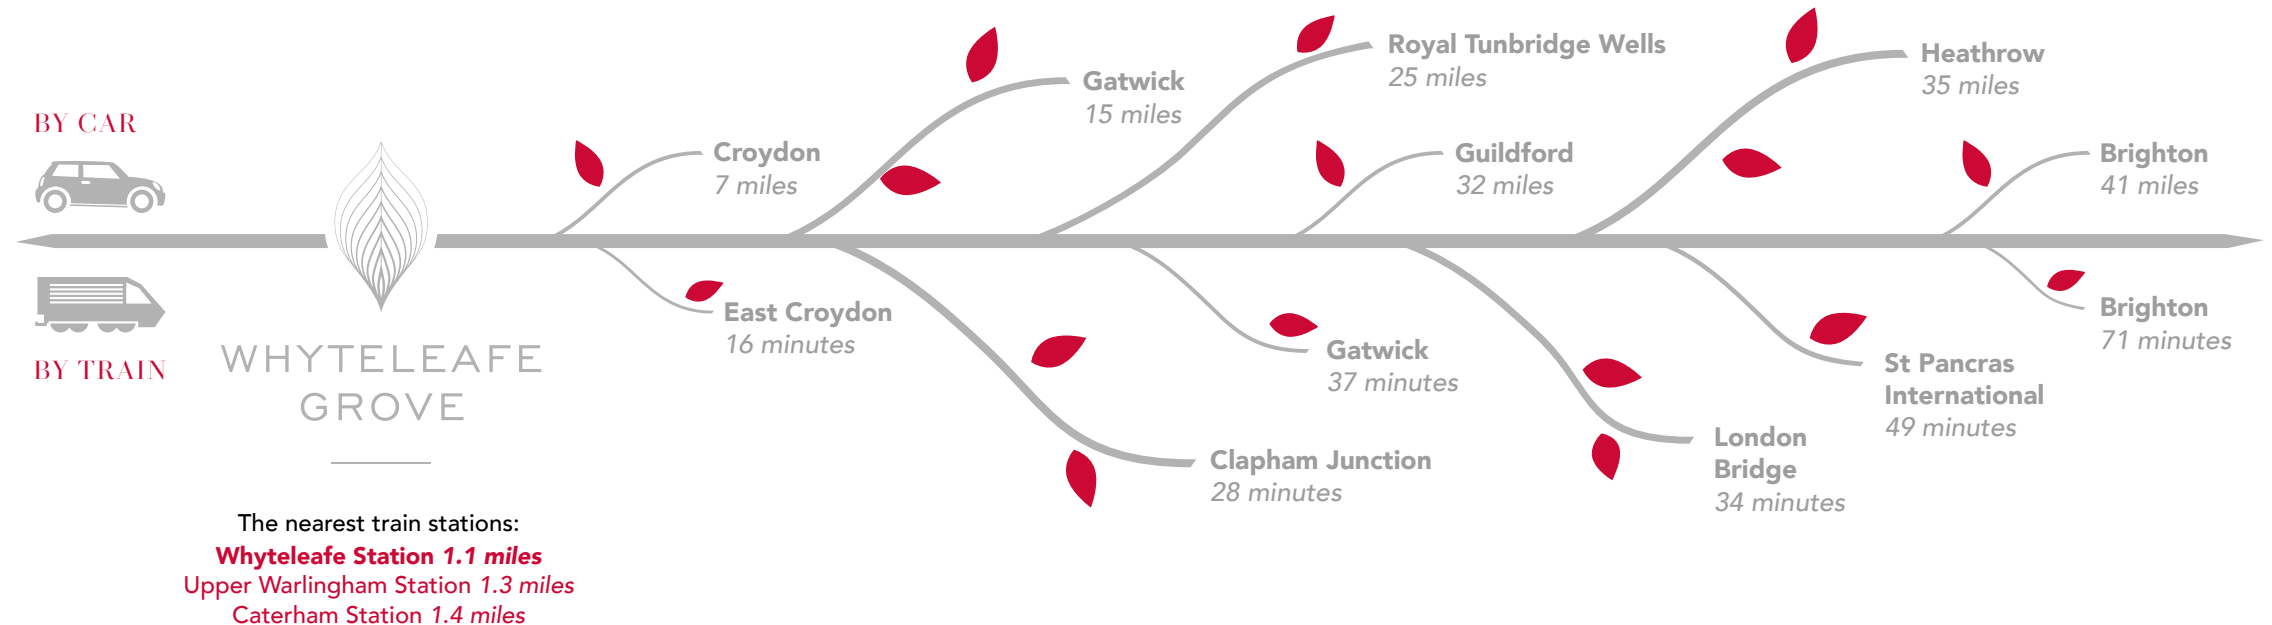 BY CAR
BY TRAIN
WHYTELEAFE
GROVE
The nearest train stations:
Whyteleafe Station 1.1 miles
Upper Warlingham Station 1.3 miles
Caterham Station 1.4 miles
Croydon
7 miles
Gatwick
15 miles
Royal Tunbridge Wells
25 miles
Guildford
32 miles
Heathrow
35 miles
Brighton
41 miles
East Croydon
16 minutes
Clapham Junction
28 minutes
Gatwick
37 minutes
London
Bridge
34 minutes
St Pancras
International
49 minutes
Brighton
71 minutes